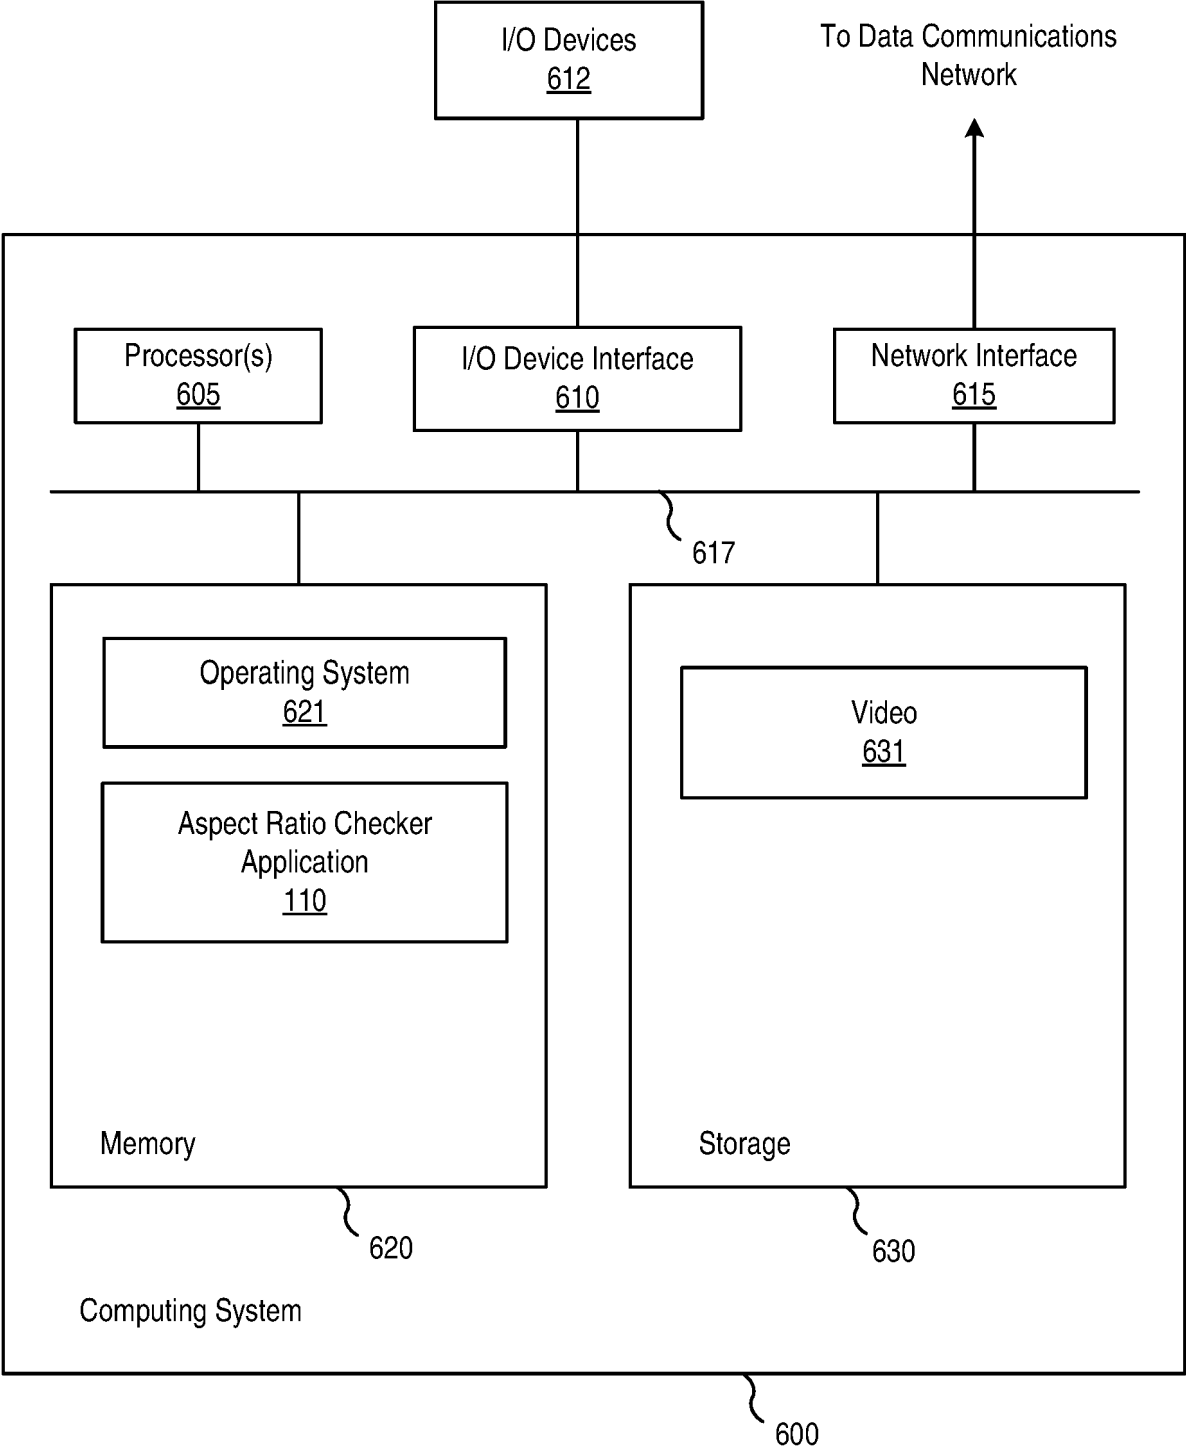 I/O Devices
612
To Data Communications
Network
Processor(s)
605
I/O Device Interface
610
Network Interface
615
617
Operating System
621
Aspect Ratio Checker
Application
110
Memory
620
Video
631
Storage
630
Computing System
600